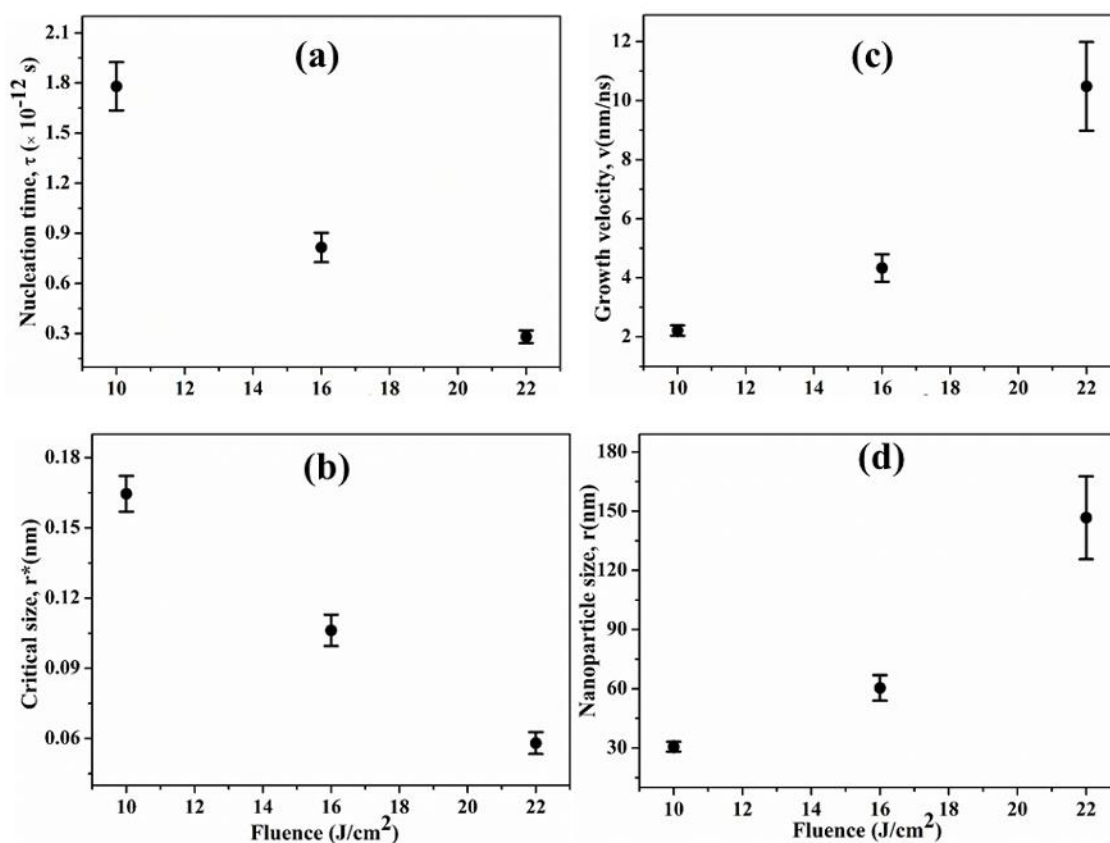 (a)
Nucleation time, τ (× 10⁻¹² s)
2.1
1.8
1.5
1.2
0.9
0.6
0.3
10 12 14 16 18 20 22
(c)
Growth velocity, v(nm/ns)
12
10
8
6
4
2
10 12 14 16 18 20 22
(b)
Critical size, r*(nm)
0.18
0.15
0.12
0.09
0.06
10 12 14 16 18 20 22
Fluence (J/cm²)
(d)
Nanoparticle size, r(nm)
180
150
120
90
60
30
10 12 14 16 18 20 22
Fluence (J/cm²)